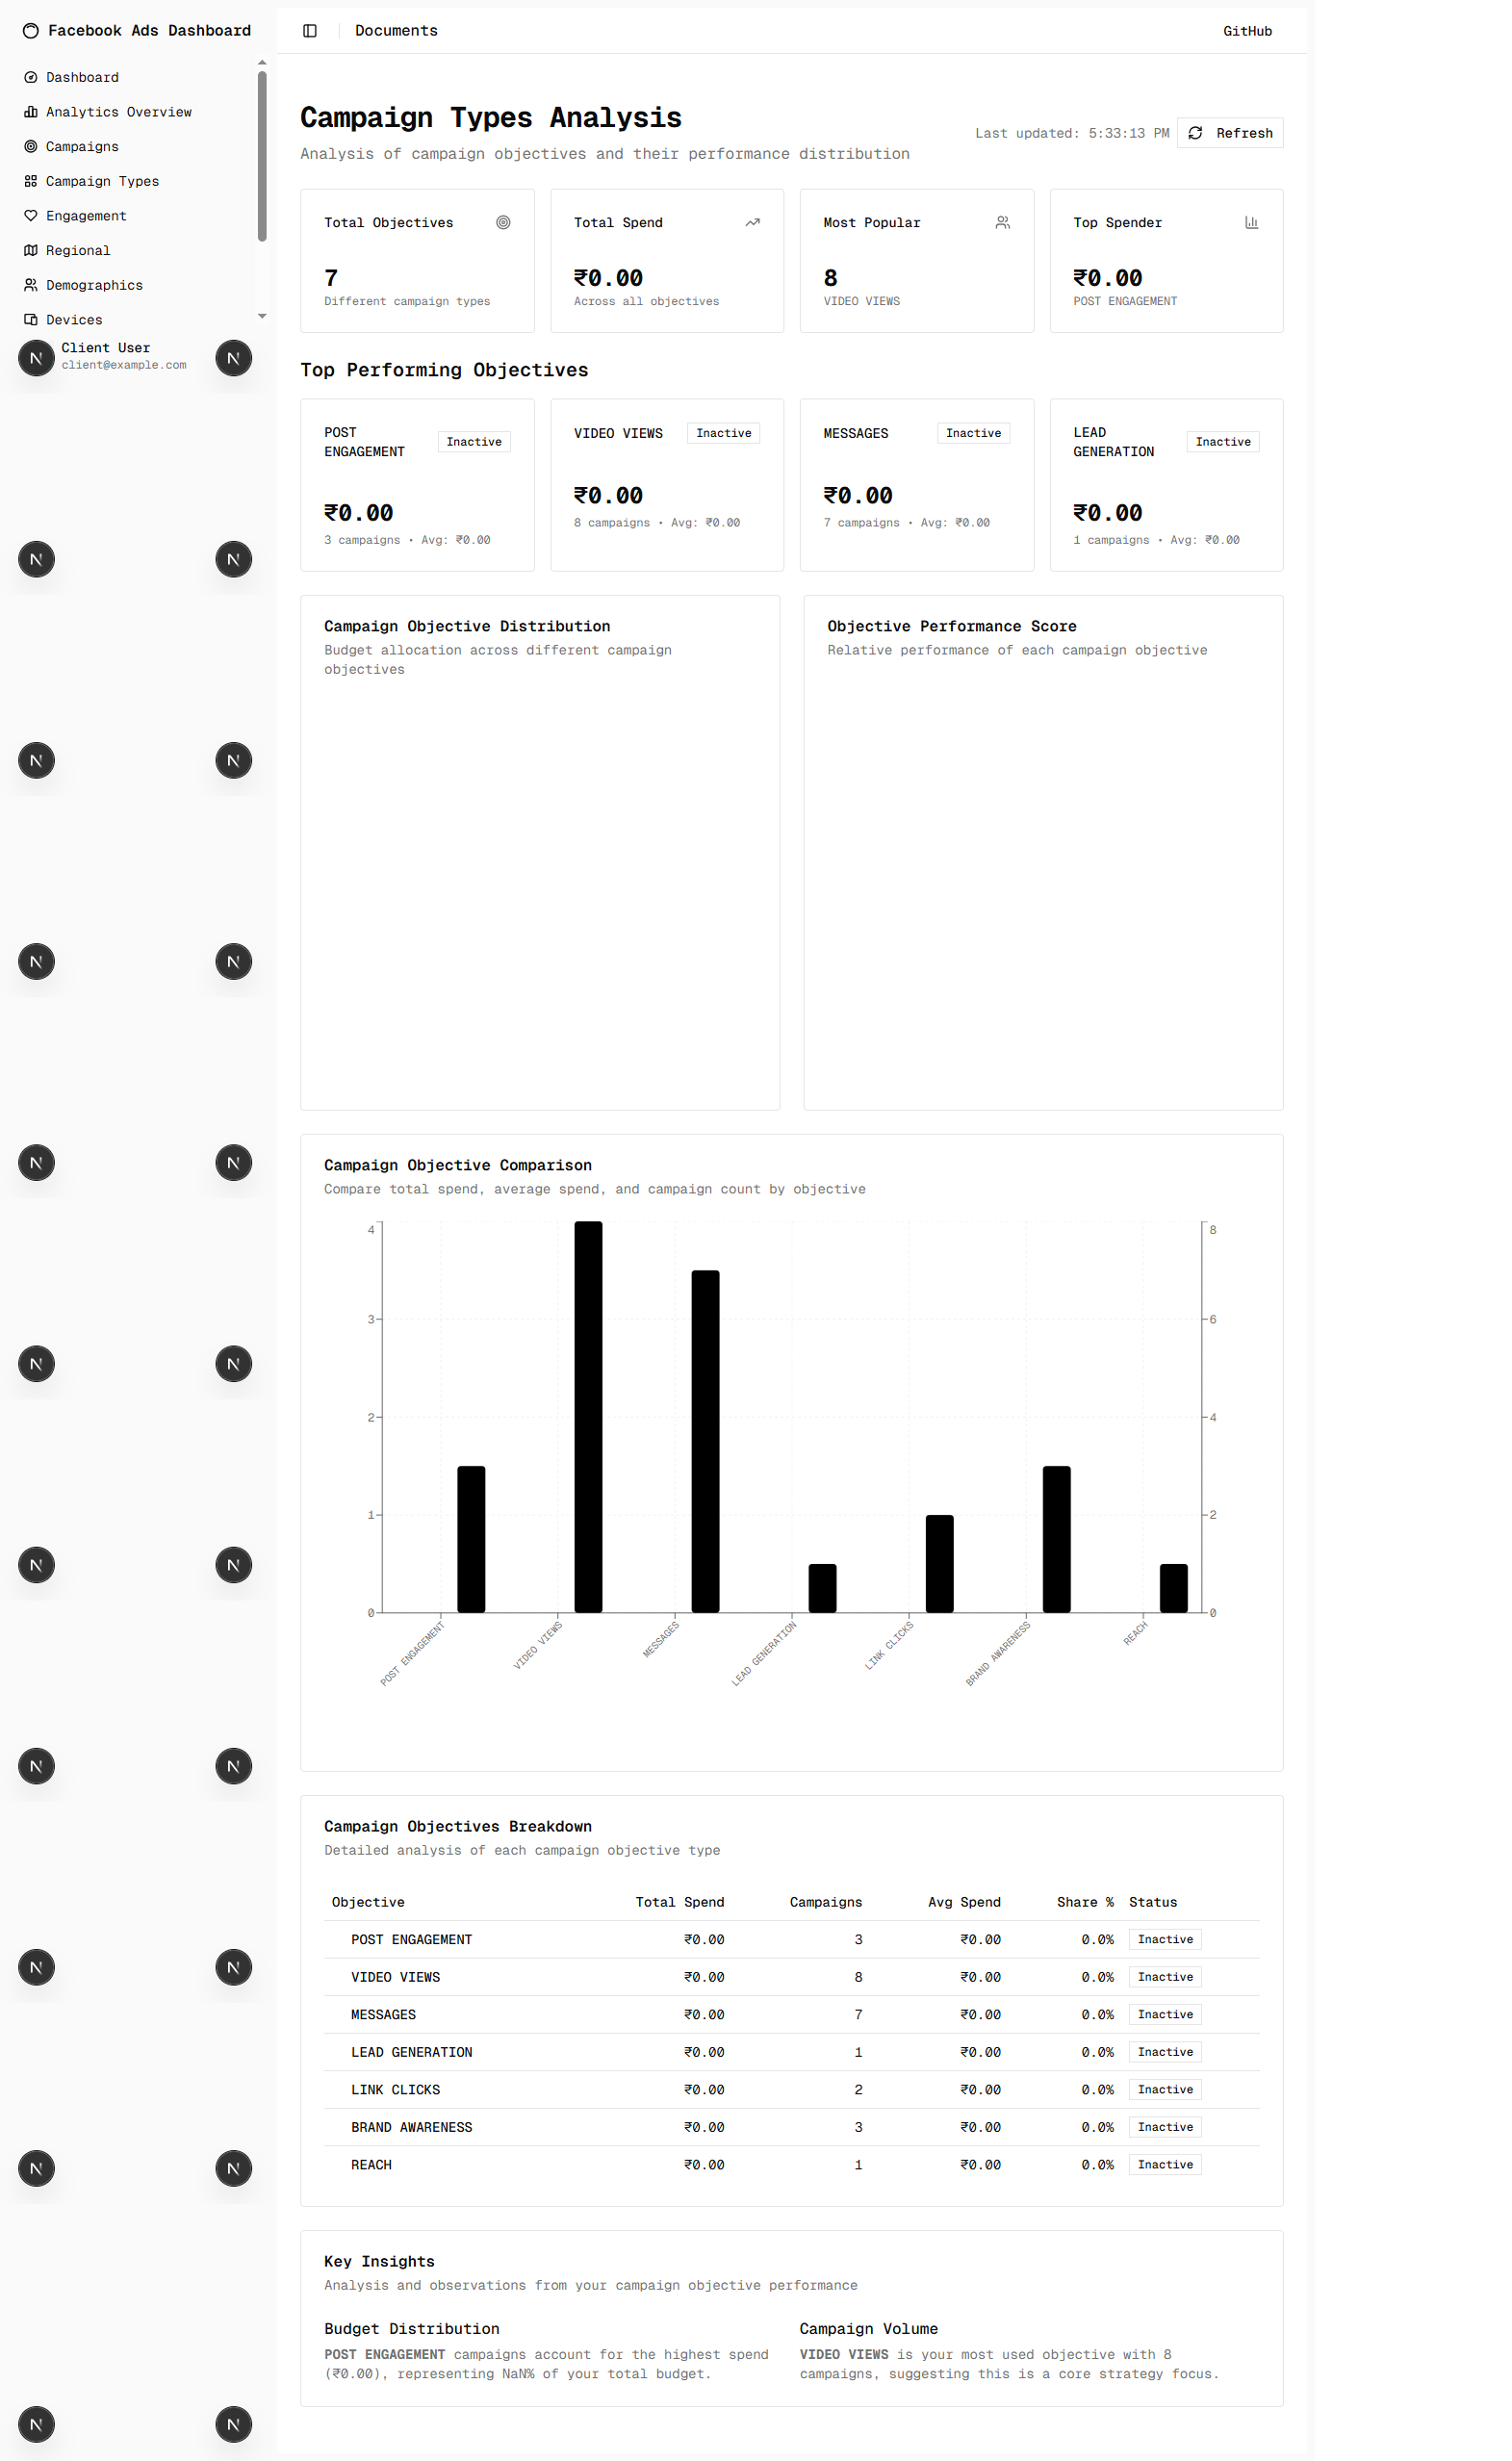 Facebook Ads Dashboard
Dashboard
Analytics Overview
Campaigns
Campaign Types
Engagement
Regional
Demographics
Devices
Client User
client@example.com
Documents
GitHub
Campaign Types Analysis
Analysis of campaign objectives and their performance distribution
Last updated: 5:33:13 PM
Refresh
Total Objectives
7
Different campaign types
Total Spend
₹0.00
Across all objectives
Most Popular
8
VIDEO VIEWS
Top Spender
₹0.00
POST ENGAGEMENT
Top Performing Objectives
POST
ENGAGEMENT
Inactive
₹0.00
3 campaigns • Avg: ₹0.00
VIDEO VIEWS
Inactive
₹0.00
8 campaigns • Avg: ₹0.00
MESSAGES
Inactive
₹0.00
7 campaigns • Avg: ₹0.00
LEAD
GENERATION
Inactive
₹0.00
1 campaigns • Avg: ₹0.00
Campaign Objective Distribution
Budget allocation across different campaign
objectives
Objective Performance Score
Relative performance of each campaign objective
Campaign Objective Comparison
Compare total spend, average spend, and campaign count by objective
4
3
2
1
0
8
6
4
2
0
POST ENGAGEMENT
VIDEO VIEWS
MESSAGES
LEAD GENERATION
LINK CLICKS
BRAND AWARENESS
REACH
Campaign Objectives Breakdown
Detailed analysis of each campaign objective type
Objective Total Spend Campaigns Avg Spend Share % Status
POST ENGAGEMENT ₹0.00 3 ₹0.00 0.0% Inactive
VIDEO VIEWS ₹0.00 8 ₹0.00 0.0% Inactive
MESSAGES ₹0.00 7 ₹0.00 0.0% Inactive
LEAD GENERATION ₹0.00 1 ₹0.00 0.0% Inactive
LINK CLICKS ₹0.00 2 ₹0.00 0.0% Inactive
BRAND AWARENESS ₹0.00 3 ₹0.00 0.0% Inactive
REACH ₹0.00 1 ₹0.00 0.0% Inactive
Key Insights
Analysis and observations from your campaign objective performance
Budget Distribution
POST ENGAGEMENT campaigns account for the highest spend
(₹0.00), representing NaN% of your total budget.
Campaign Volume
VIDEO VIEWS is your most used objective with 8
campaigns, suggesting this is a core strategy focus.